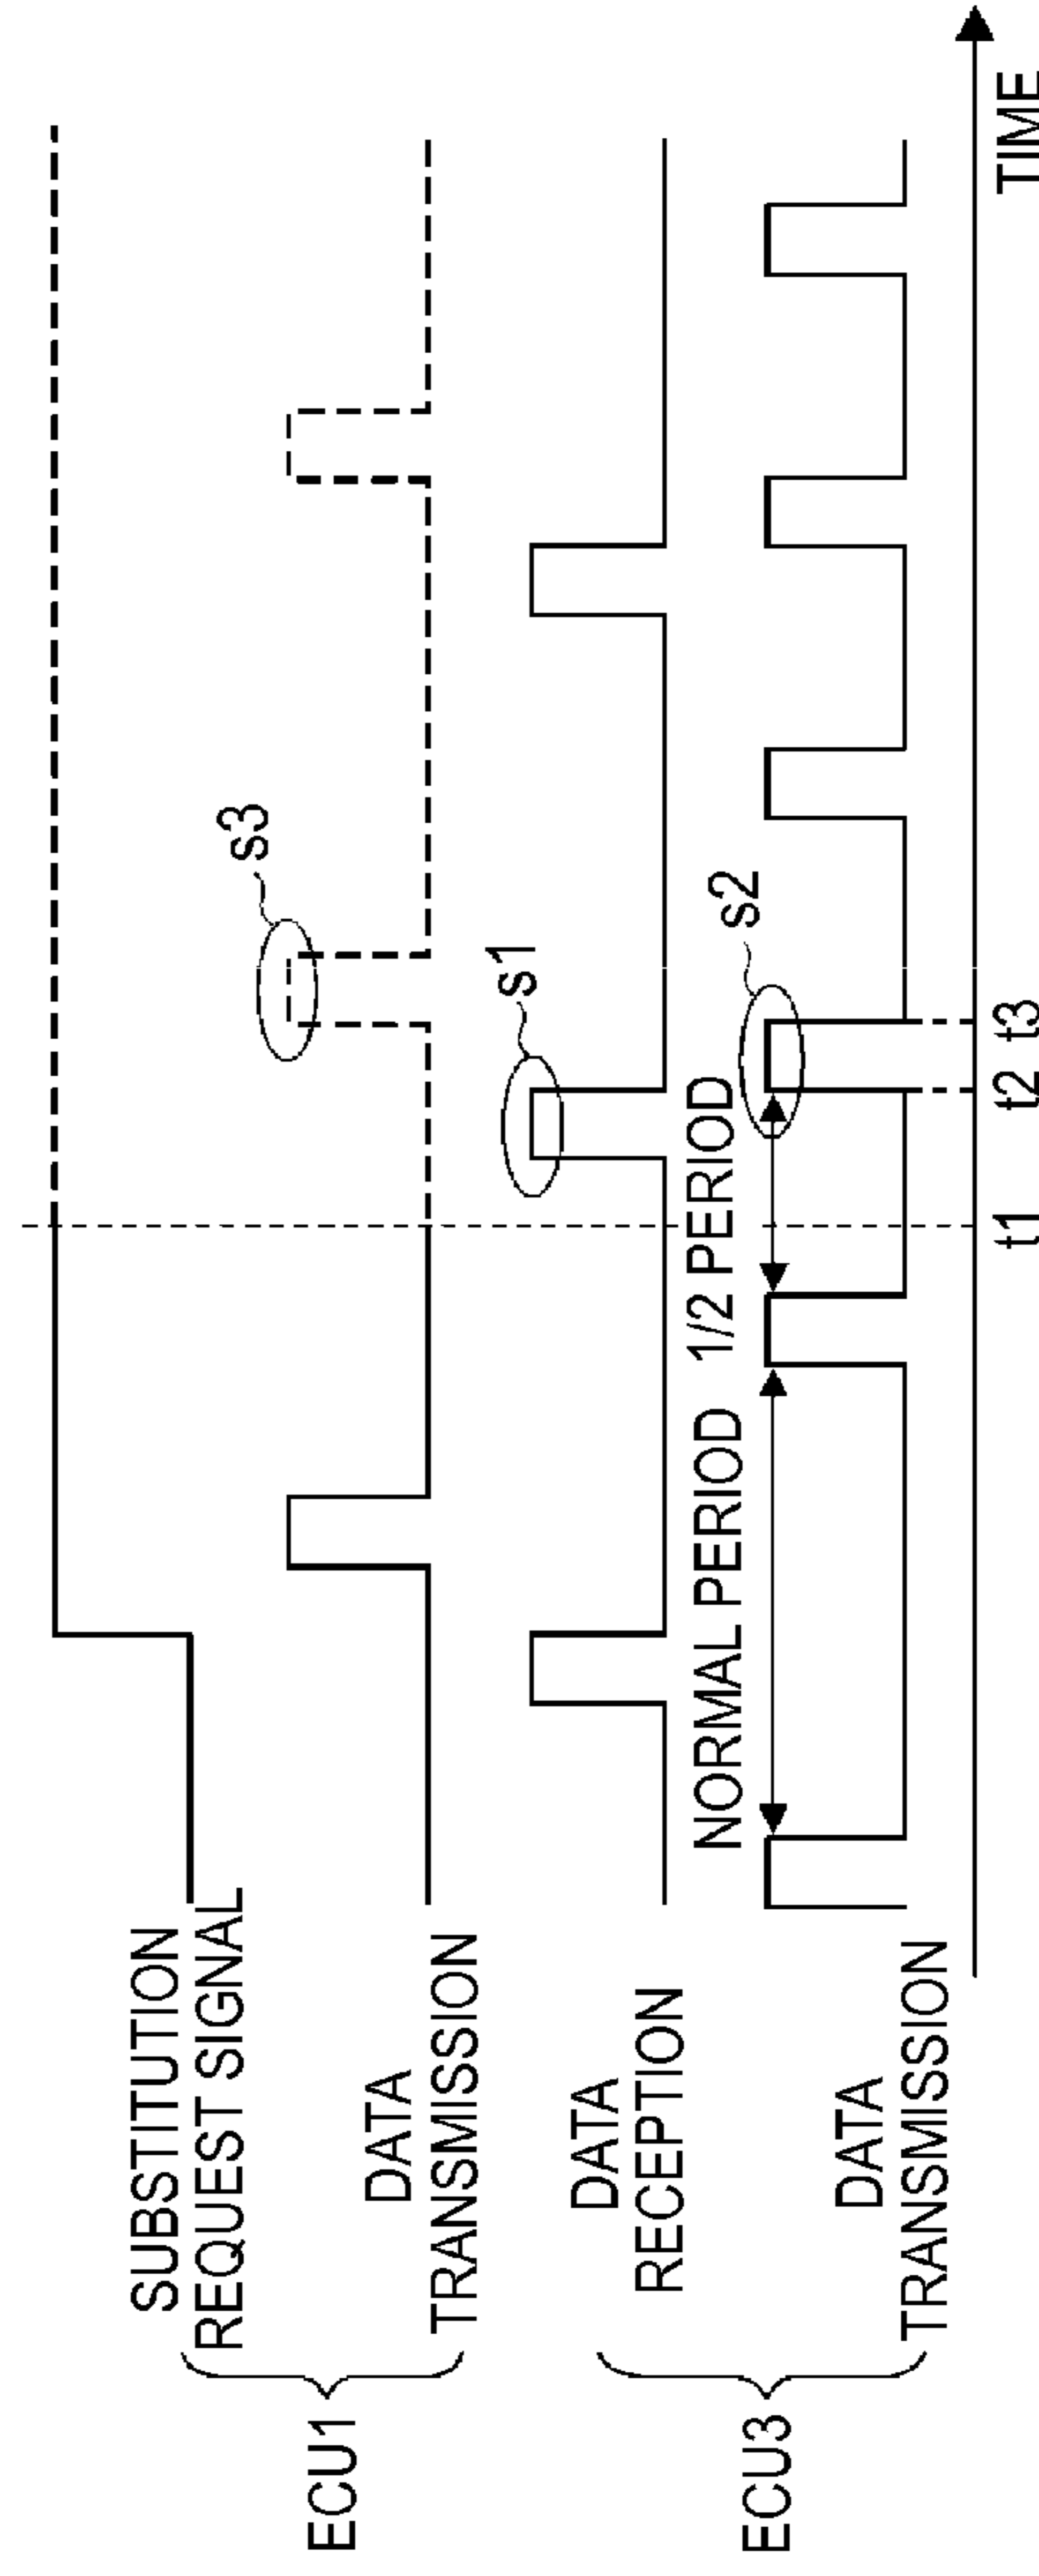 ECU1
SUBSTITUTION
REQUEST SIGNAL
DATA
TRANSMISSION
s3
ECU3
DATA
RECEPTION
s1
DATA
TRANSMISSION
NORMAL PERIOD
1/2 PERIOD
s2
t1
t2
t3
TIME